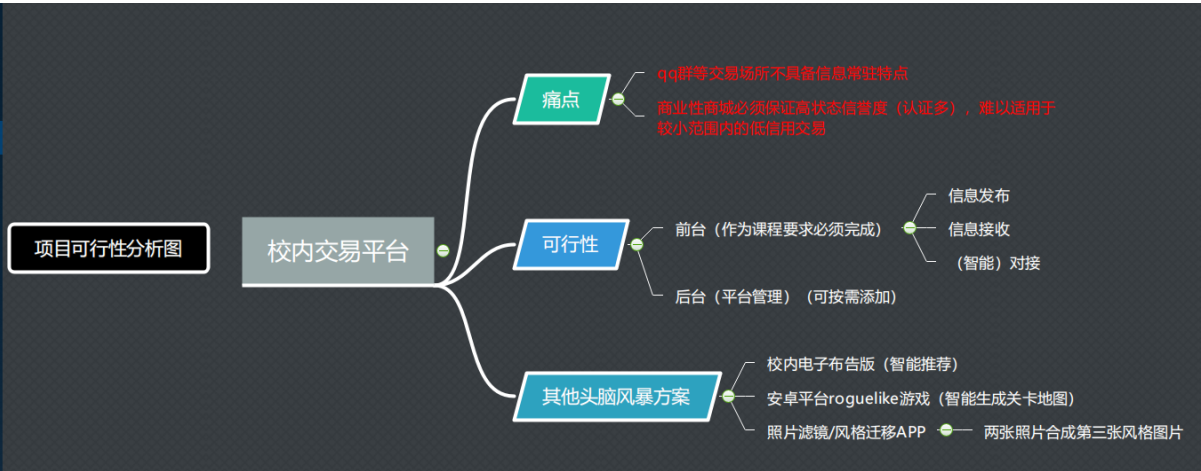 项目可行性分析图
校内交易平台
痛点
qq群等交易场所不具备信息常驻特点
商业性商城必须保证高状态信誉度（认证多），难以适用于
较小范围内的低信用交易
可行性
前台（作为课程要求必须完成）
信息发布
信息接收
（智能）对接
后台（平台管理）（可按需添加）
其他头脑风暴方案
校内电子布告版（智能推荐）
安卓平台roguelike游戏（智能生成关卡地图）
照片滤镜/风格迁移APP
两张照片合成第三张风格图片